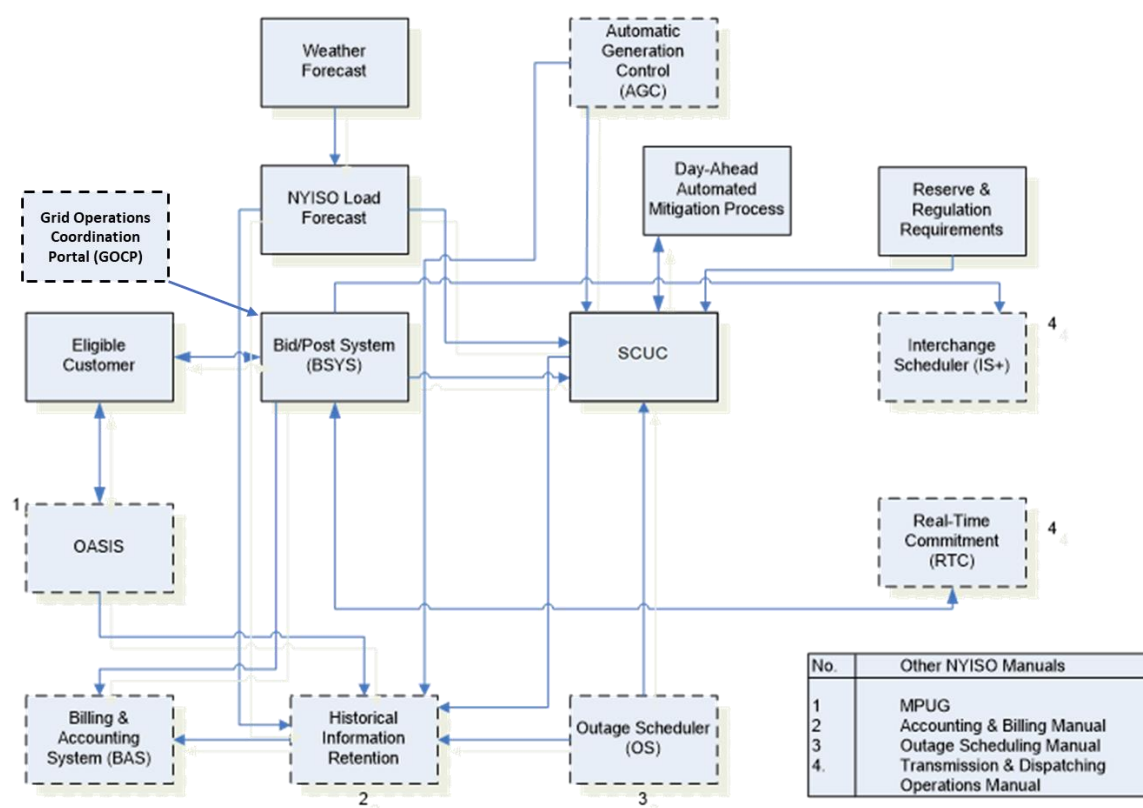 Weather
Forecast
Automatic
Generation
Control
(AGC)
Day-Ahead
Automated
Mitigation Process
NYISO Load
Forecast
Reserve &
Regulation
Requirements
Grid Operations
Coordination
Portal (GOCP)
Eligible
Customer
Bid/Post System
(BSYS)
SCUC
Interchange
Scheduler (IS+)
4
4
1
OASIS
Real-Time
Commitment
(RTC)
4
4
Billing &
Accounting
System (BAS)
Historical
Information
Retention
2
Outage Scheduler
(OS)
3
No. Other NYISO Manuals
1 MPUG
2 Accounting & Billing Manual
3 Outage Scheduling Manual
4. Transmission & Dispatching
Operations Manual